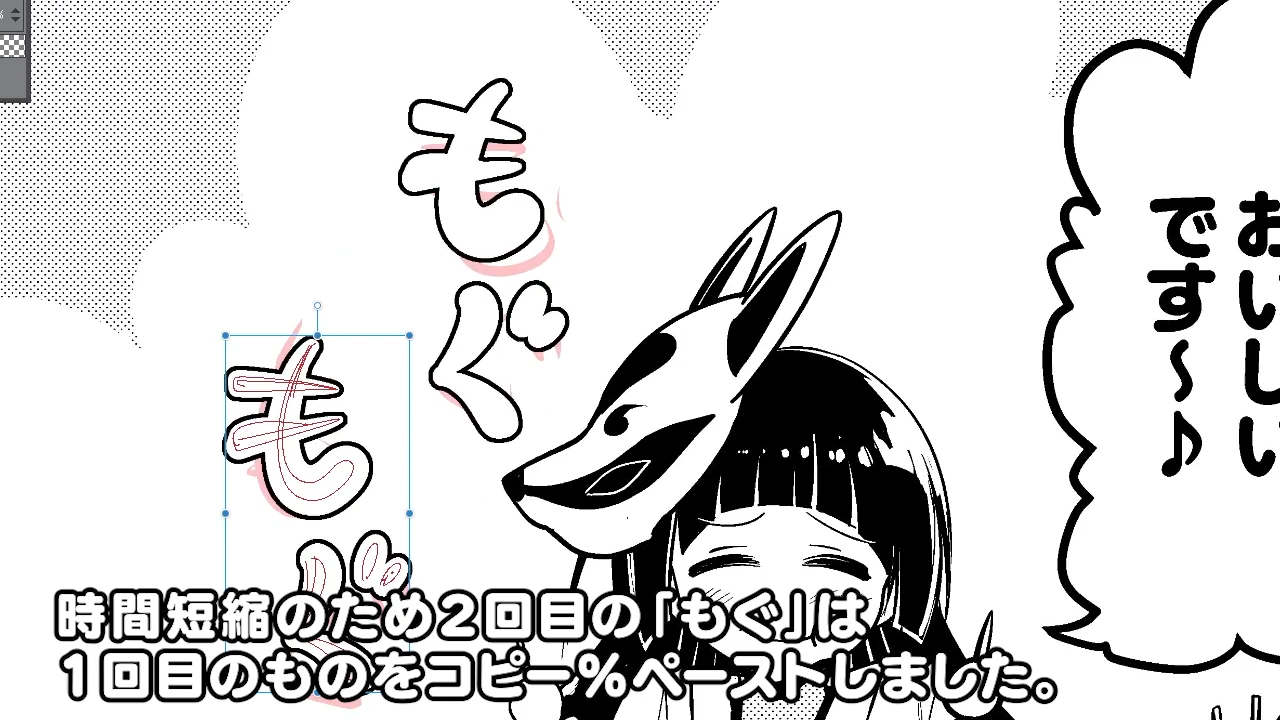 おいしい
です～♪
もぐ
もぐ
時間短縮のため2回目の「もぐ」は
1回目のものをコピー％ペーストしました。